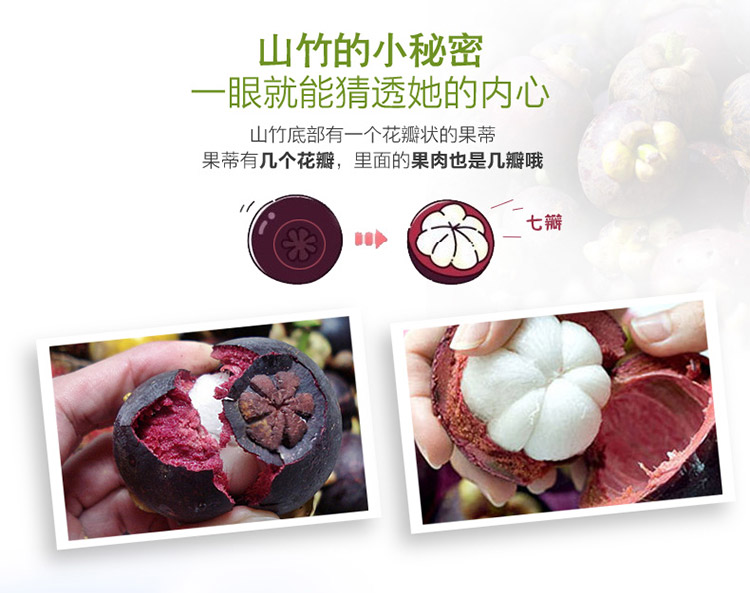 山竹的小秘密
一眼就能猜透她的内心
山竹底部有一个花瓣状的果蒂
果蒂有几个花瓣，里面的果肉也是几瓣哦
七瓣